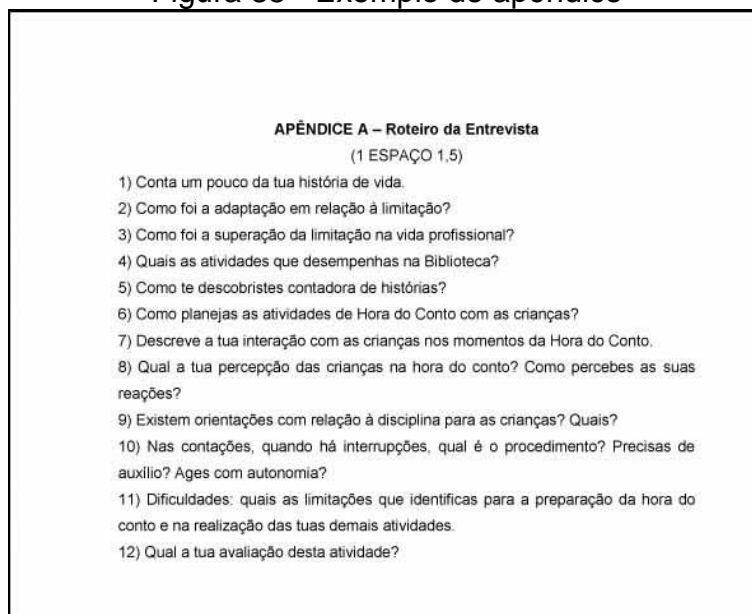 APÊNDICE A – Roteiro da Entrevista
(1 ESPAÇO 1,5)
1) Conta um pouco da tua história de vida.
2) Como foi a adaptação em relação à limitação?
3) Como foi a superação da limitação na vida profissional?
4) Quais as atividades que desempenhas na Biblioteca?
5) Como te descobristes contadora de histórias?
6) Como planejas as atividades de Hora do Conto com as crianças?
7) Descreve a tua interação com as crianças nos momentos da Hora do Conto.
8) Qual a tua percepção das crianças na hora do conto? Como percebes as suas
reações?
9) Existem orientações com relação à disciplina para as crianças? Quais?
10) Nas contações, quando há interrupções, qual é o procedimento? Precisas de
auxílio? Ages com autonomia?
11) Dificuldades: quais as limitações que identificas para a preparação da hora do
conto e na realização das tuas demais atividades.
12) Qual a tua avaliação desta atividade?